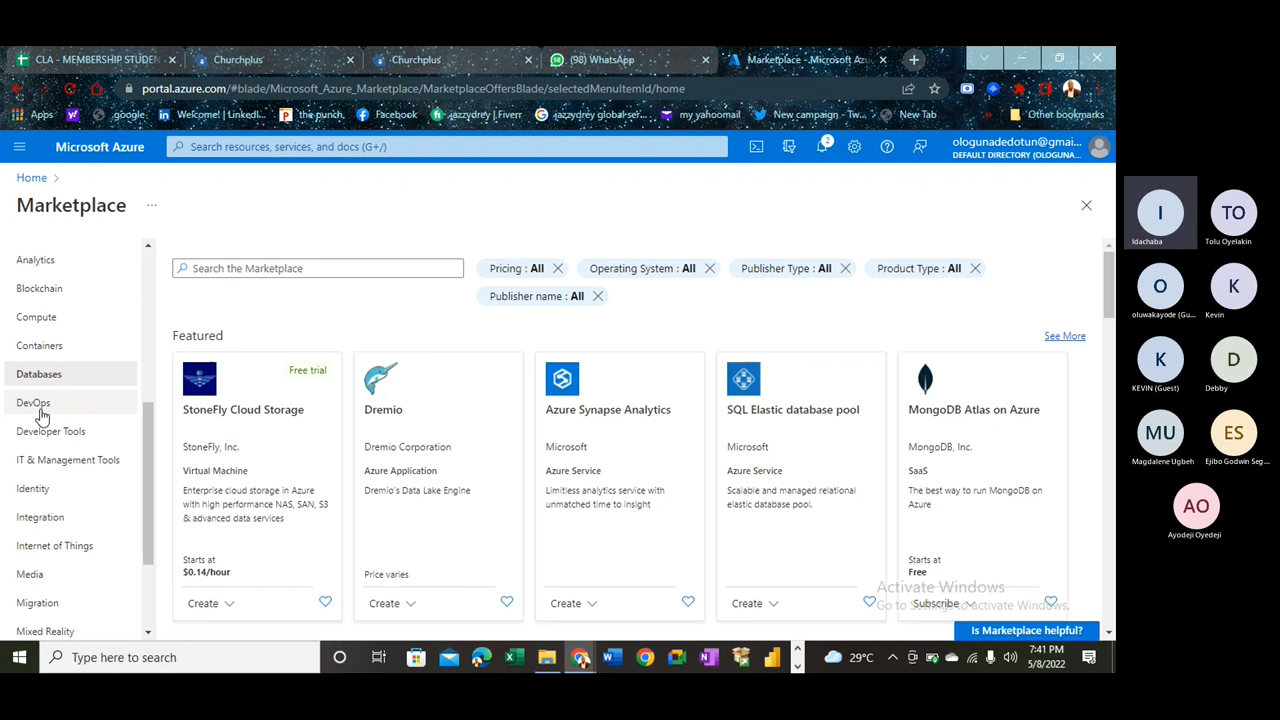 CLA - MEMBERSHIP STUDEN
Churchplus
Churchplus
(98) WhatsApp
Marketplace - Microsoft Az
portal.azure.com/#blade/Microsoft_Azure_Marketplace/MarketplaceOffersBlade/selectedMenuItemId/home
Apps
google
Welcome! | LinkedI...
the punch,
Facebook
jazzydrey | Fiverr
jazzydrey global ser...
my yahoomail
New campaign - Tw...
New Tab
»
Other bookmarks
Microsoft Azure
Search resources, services, and docs (G+/)
2
ologunadedotun@gmai...
DEFAULT DIRECTORY (OLOGUNA...
Home >
Marketplace ...
Analytics
Blockchain
Compute
Containers
Databases
DevOps
Developer Tools
IT & Management Tools
Identity
Integration
Internet of Things
Media
Migration
Mixed Reality
Search the Marketplace
Pricing : All
Operating System : All
Publisher Type : All
Product Type : All
Publisher name : All
Featured
See More
Free trial
StoneFly Cloud Storage
StoneFly, Inc.
Virtual Machine
Enterprise cloud storage in Azure
with high performance NAS, SAN, S3
& advanced data services
Starts at
$0.14/hour
Create
Dremio
Dremio Corporation
Azure Application
Dremio's Data Lake Engine
Price varies
Create
Azure Synapse Analytics
Microsoft
Azure Service
Limitless analytics service with
unmatched time to insight
Create
SQL Elastic database pool
Microsoft
Azure Service
Scalable and managed relational
elastic database pool.
Create
MongoDB Atlas on Azure
MongoDB, Inc.
SaaS
The best way to run MongoDB on
Azure
Starts at
Free
Subscribe
Activate Windows
Go to Settings to activate Windows.
Is Marketplace helpful?
Type here to search
29°C
7:41 PM
5/8/2022
I
Idachaba
TO
Tolu Oyelakin
O
oluwakayode (Gu...
K
Kevin
K
KEVIN (Guest)
D
Debby
MU
Magdalene Ugbeh
ES
Ejibo Godwin Seg...
AO
Ayodeji Oyedeji